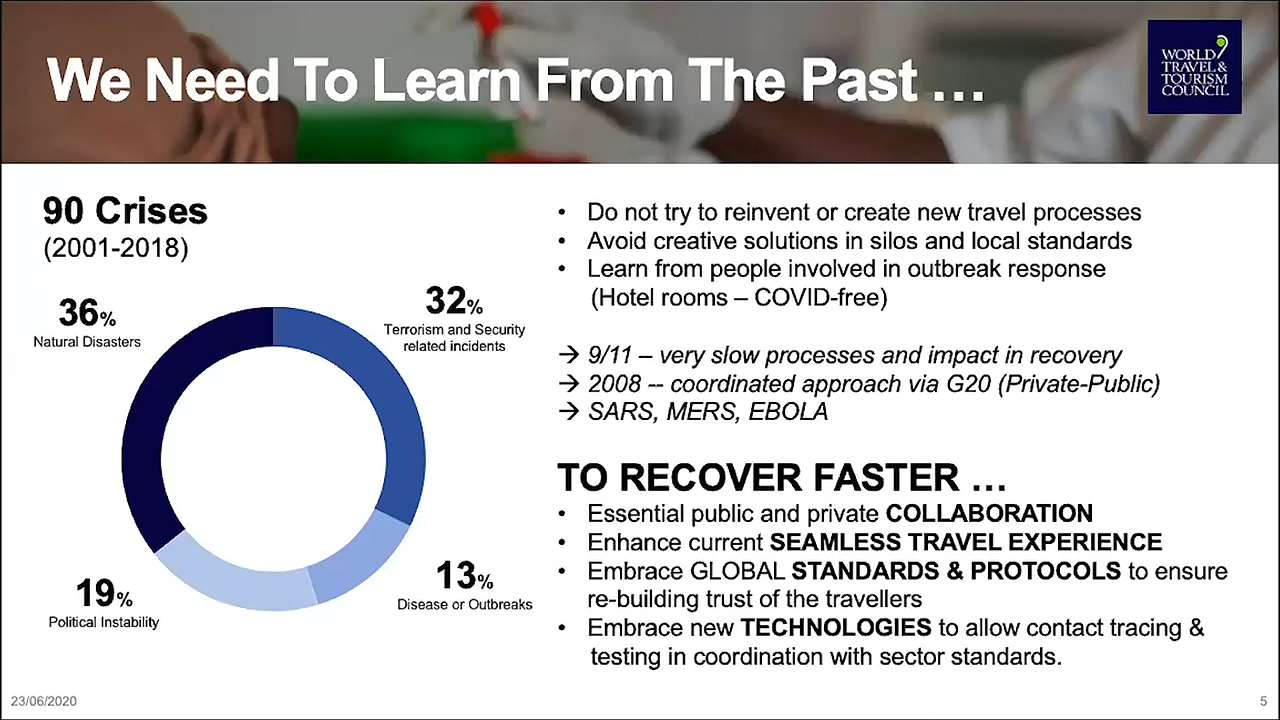 We Need To Learn From The Past ...
WORLD
TRAVEL &
TOURISM
COUNCIL
90 Crises
(2001-2018)
36%
Natural Disasters
32%
Terrorism and Security
related incidents
19%
Political Instability
13%
Disease or Outbreaks
• Do not try to reinvent or create new travel processes
• Avoid creative solutions in silos and local standards
• Learn from people involved in outbreak response
(Hotel rooms – COVID-free)
→ 9/11 – very slow processes and impact in recovery
→ 2008 -- coordinated approach via G20 (Private-Public)
→ SARS, MERS, EBOLA
TO RECOVER FASTER ...
• Essential public and private COLLABORATION
• Enhance current SEAMLESS TRAVEL EXPERIENCE
• Embrace GLOBAL STANDARDS & PROTOCOLS to ensure
re-building trust of the travellers
• Embrace new TECHNOLOGIES to allow contact tracing &
testing in coordination with sector standards.
23/06/2020
5